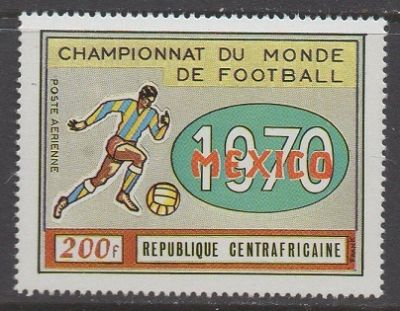 CHAMPIONNAT DU MONDE
DE FOOTBALL
POSTE AERIENNE
1970
MEXICO
200F
REPUBLIQUE CENTRAFRICAINE